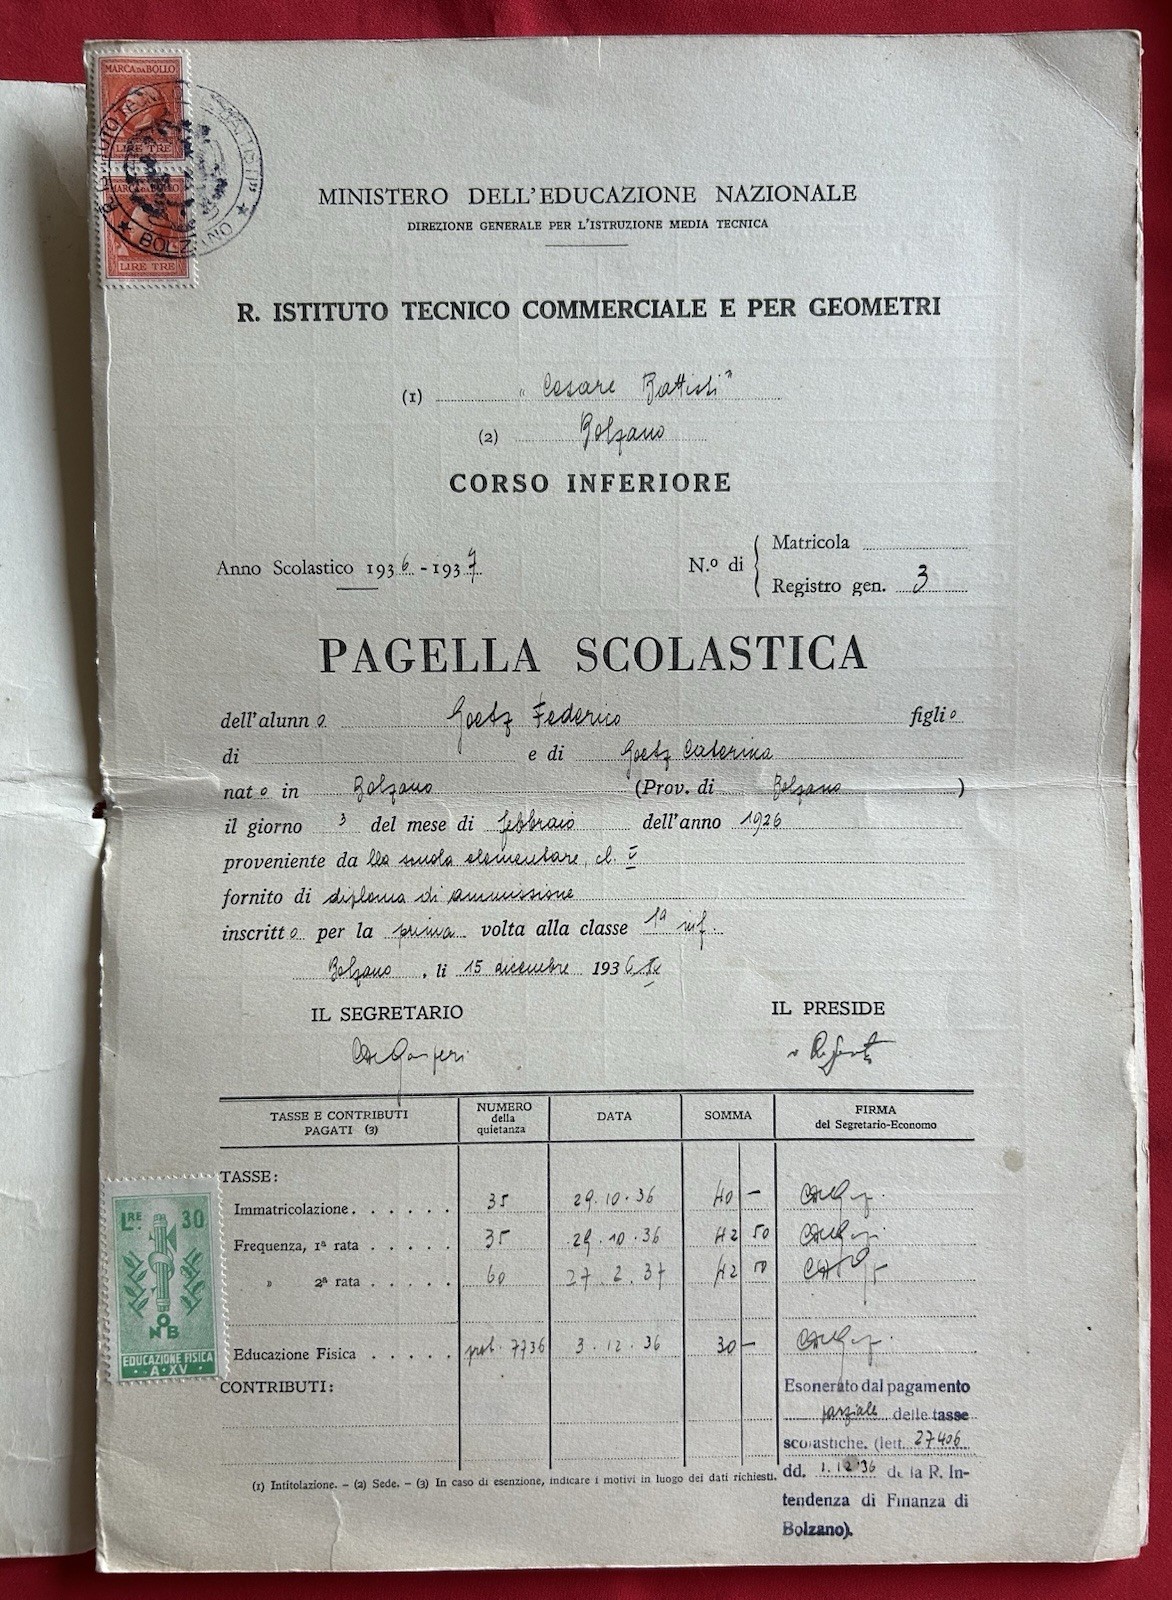 MARCA DA BOLLO
LIRE TRE
MARCA DA BOLLO
LIRE TRE
BATTISTI"
★ BOLZANO ★
MINISTERO DELL'EDUCAZIONE NAZIONALE
DIREZIONE GENERALE PER L'ISTRUZIONE MEDIA TECNICA
R. ISTITUTO TECNICO COMMERCIALE E PER GEOMETRI
(1) "Cesare Battisti"
(2) Bolzano
CORSO INFERIORE
Anno Scolastico 1936-1937
N.º di { Matricola
Registro gen. 3
PAGELLA SCOLASTICA
dell'alunno Goetz Federico figlio
di e di Goetz Caterina
nato in Bolzano (Prov. di Bolzano)
il giorno 3 del mese di febbraio dell'anno 1926
proveniente dalla scuola elementare, cl. V
fornito di diploma di ammissione
inscritto per la prima volta alla classe 1ª inf.
Bolzano, li 15 dicembre 1936
IL SEGRETARIO IL PRESIDE
TASSE E CONTRIBUTI PAGATI (3) NUMERO della quietanza DATA SOMMA FIRMA del Segretario-Economo
TASSE:
Immatricolazione 35 29.10.36 40 -
Frequenza, 1ª rata 35 29.10.36 42 50
» 2ª rata 60 27.2.37 42 50
Educazione Fisica 7736 3.12.36 30 -
CONTRIBUTI:
LRE 30
ONB
EDUCAZIONE FISICA
· A · XV ·
Esonerato dal pagamento
parziale delle tasse
scolastiche. (lett. 27406
dd. 1.12.36 della R. In-
tendenza di Finanza di
Bolzano).
(1) Intitolazione. - (2) Sede. - (3) In caso di esenzione, indicare i motivi in luogo dei dati richiesti.